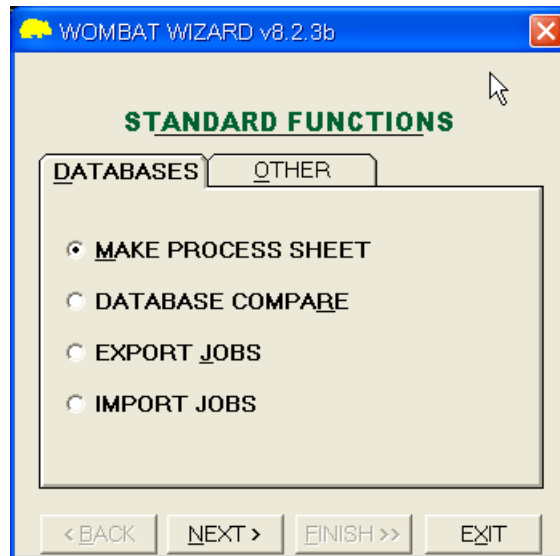 WOMBAT WIZARD v8.2.3b
STANDARD FUNCTIONS
DATABASES OTHER
MAKE PROCESS SHEET
DATABASE COMPARE
EXPORT JOBS
IMPORT JOBS
< BACK NEXT > FINISH >> EXIT